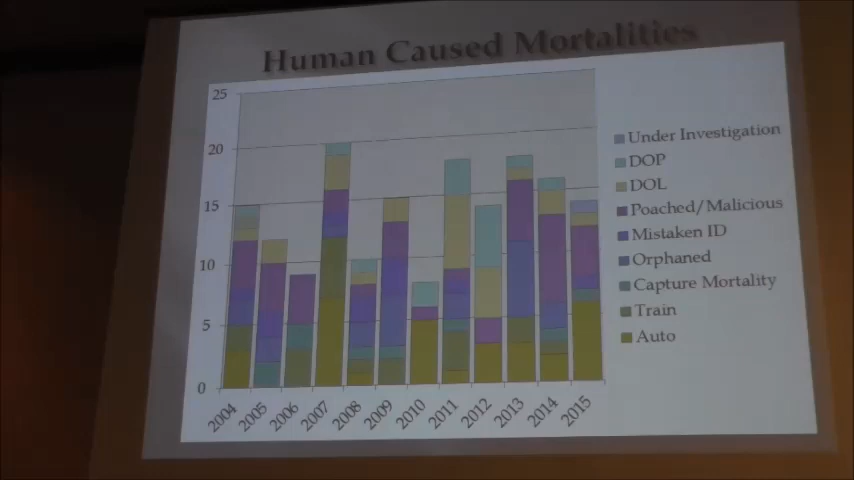 Human Caused Mortalities
25
20
15
10
5
0
2004 2005 2006 2007 2008 2009 2010 2011 2012 2013 2014 2015
Under Investigation
DOP
DOL
Poached/Malicious
Mistaken ID
Orphaned
Capture Mortality
Train
Auto